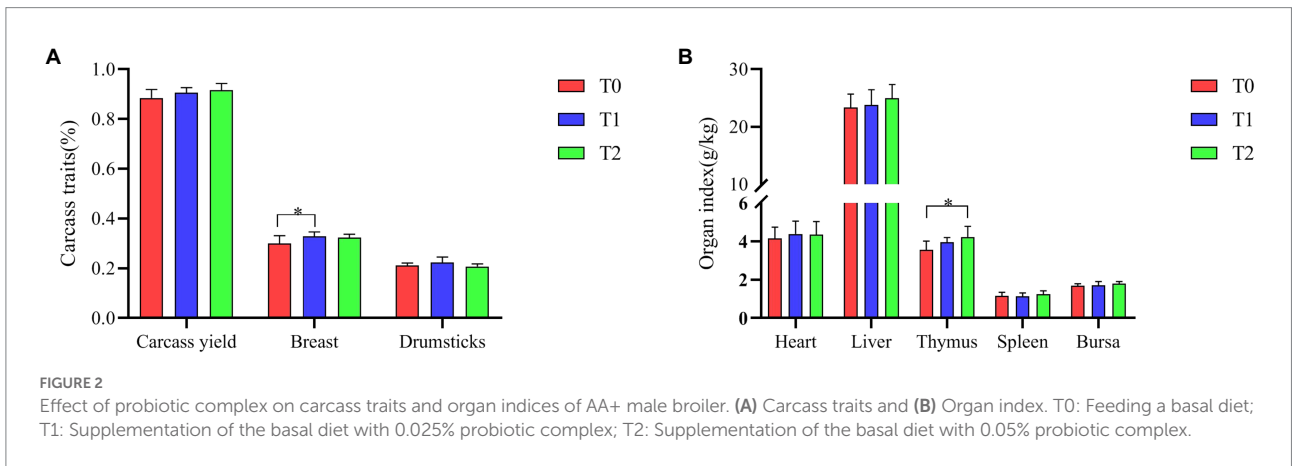 A
B
Carcass traits(%)
1.0
0.8
0.6
0.4
0.2
0.0
*
Carcass yield
Breast
Drumsticks
T0
T1
T2
Organ index(g/kg)
30
20
10
6
4
2
0
*
Heart
Liver
Thymus
Spleen
Bursa
T0
T1
T2
FIGURE 2
Effect of probiotic complex on carcass traits and organ indices of AA+ male broiler. (A) Carcass traits and (B) Organ index. T0: Feeding a basal diet;
T1: Supplementation of the basal diet with 0.025% probiotic complex; T2: Supplementation of the basal diet with 0.05% probiotic complex.